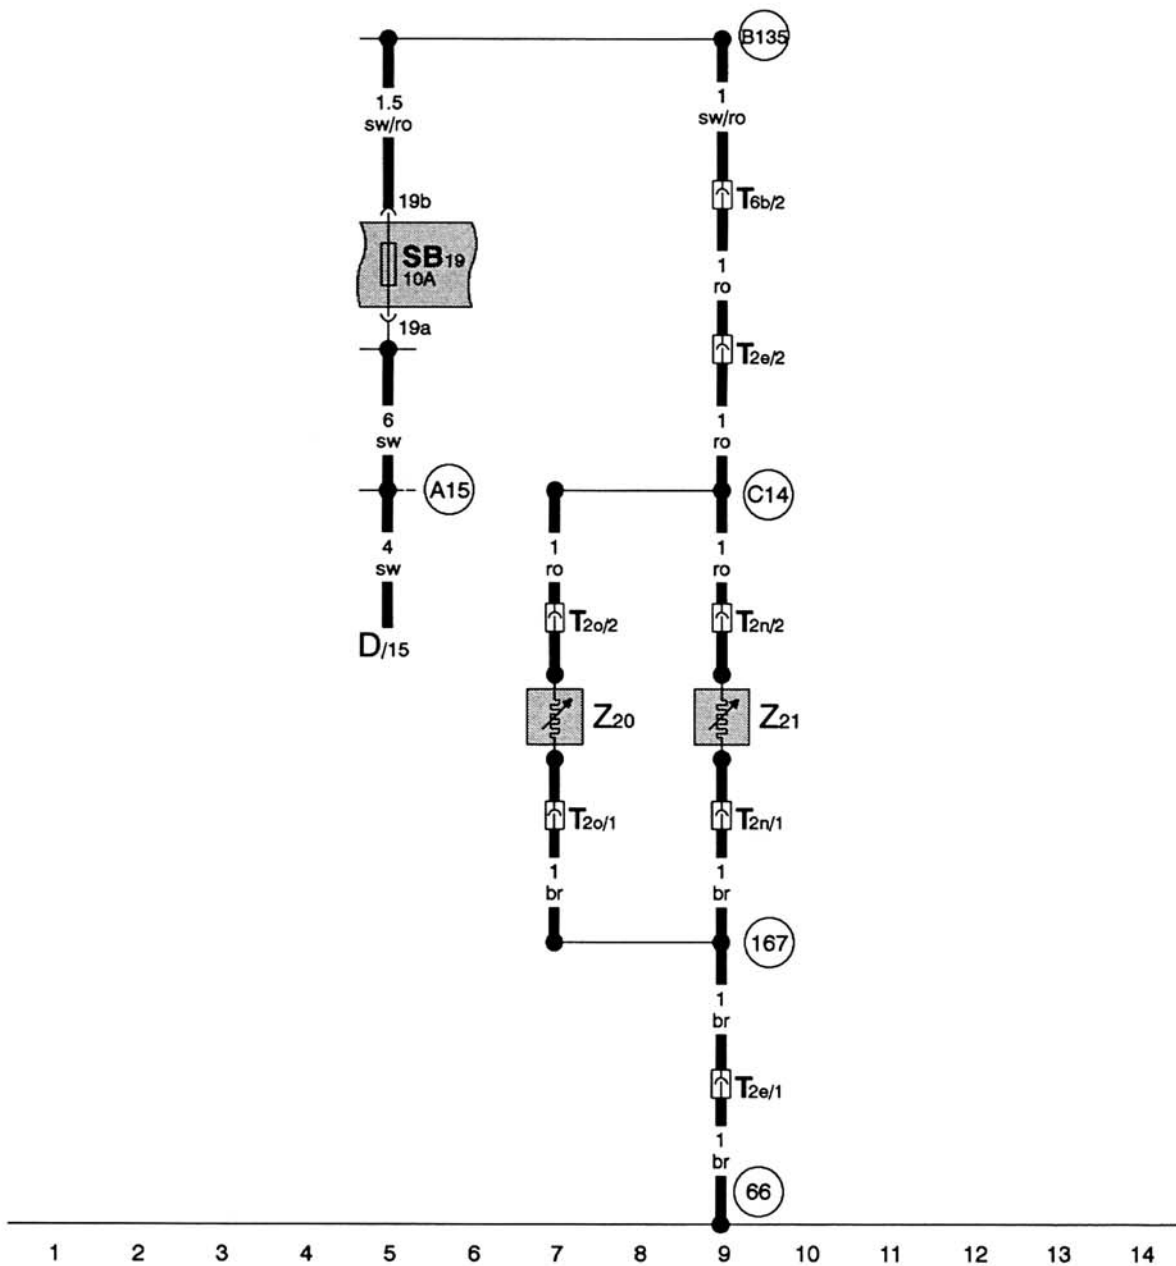 B135
1.5
sw/ro
1
sw/ro
19b
T6b/2
SB19
10A
1
ro
19a
T2e/2
6
sw
1
ro
A15
C14
4
sw
1
ro
1
ro
D/15
T2o/2
T2n/2
Z20
Z21
T2o/1
T2n/1
1
br
1
br
167
1
br
T2e/1
1
br
66
1 2 3 4 5 6 7 8 9 10 11 12 13 14